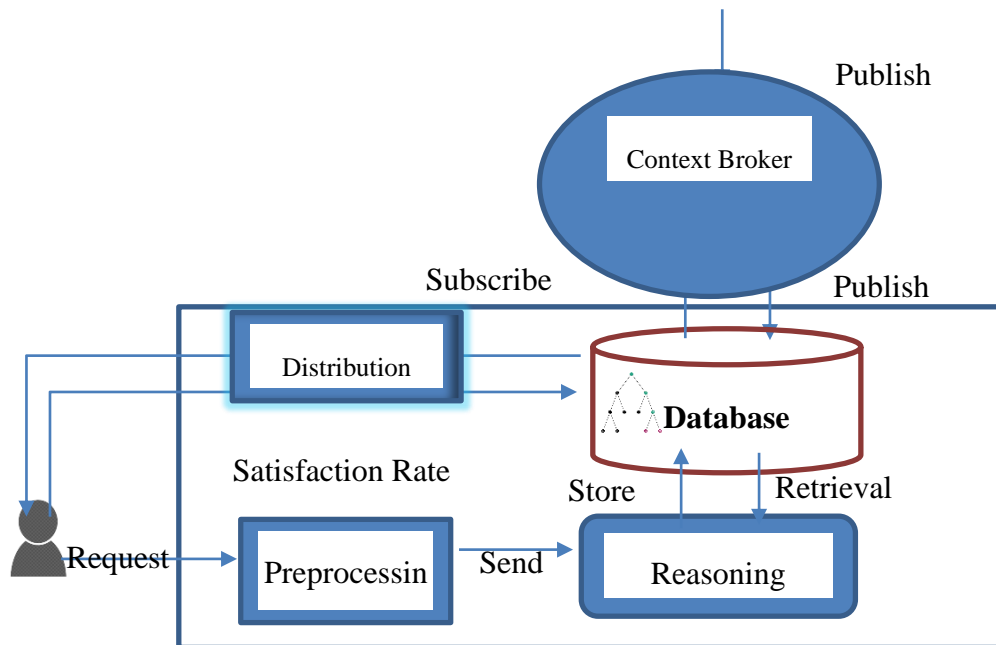 Publish
Context Broker
Subscribe
Publish
Distribution
Database
Satisfaction Rate
Store
Retrieval
Request
Preprocessin
Send
Reasoning